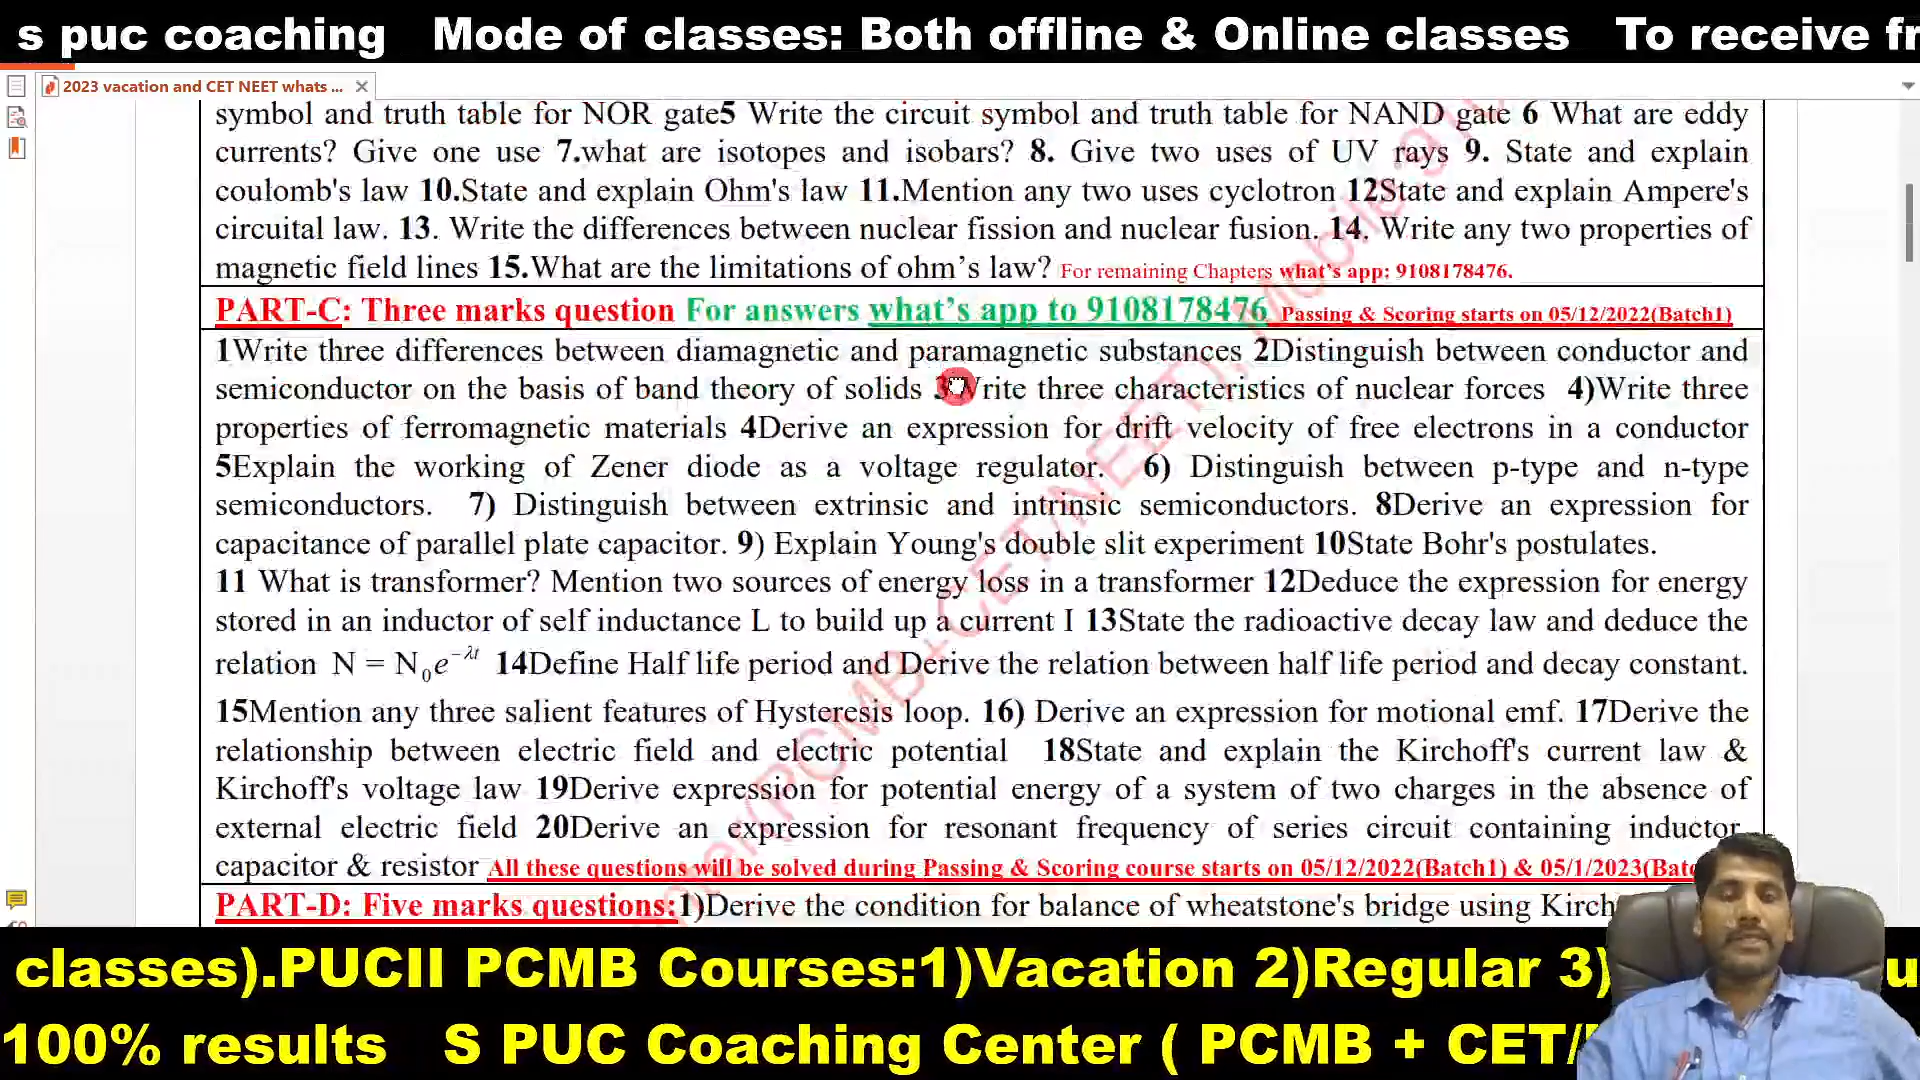 s puc coaching Mode of classes: Both offline & Online classes To receive fr
2023 vacation and CET NEET whats ...
symbol and truth table for NOR gate5 Write the circuit symbol and truth table for NAND gate 6 What are eddy
currents? Give one use 7.what are isotopes and isobars? 8. Give two uses of UV rays 9. State and explain
coulomb's law 10.State and explain Ohm's law 11.Mention any two uses cyclotron 12State and explain Ampere's
circuital law. 13. Write the differences between nuclear fission and nuclear fusion. 14. Write any two properties of
magnetic field lines 15.What are the limitations of ohm's law? For remaining Chapters what's app: 9108178476.
PART-C: Three marks question For answers what's app to 9108178476 Passing & Scoring starts on 05/12/2022(Batch1)
1Write three differences between diamagnetic and paramagnetic substances 2Distinguish between conductor and
semiconductor on the basis of band theory of solids 3Write three characteristics of nuclear forces 4)Write three
properties of ferromagnetic materials 4Derive an expression for drift velocity of free electrons in a conductor
5Explain the working of Zener diode as a voltage regulator. 6) Distinguish between p-type and n-type
semiconductors. 7) Distinguish between extrinsic and intrinsic semiconductors. 8Derive an expression for
capacitance of parallel plate capacitor. 9) Explain Young's double slit experiment 10State Bohr's postulates.
11 What is transformer? Mention two sources of energy loss in a transformer 12Deduce the expression for energy
stored in an inductor of self inductance L to build up a current I 13State the radioactive decay law and deduce the
relation N = N₀e^{-λt} 14Define Half life period and Derive the relation between half life period and decay constant.
15Mention any three salient features of Hysteresis loop. 16) Derive an expression for motional emf. 17Derive the
relationship between electric field and electric potential 18State and explain the Kirchoff's current law &
Kirchoff's voltage law 19Derive expression for potential energy of a system of two charges in the absence of
external electric field 20Derive an expression for resonant frequency of series circuit containing inductor,
capacitor & resistor All these questions will be solved during Passing & Scoring course starts on 05/12/2022(Batch1) & 05/1/2023(Batc
PART-D: Five marks questions:1)Derive the condition for balance of wheatstone's bridge using Kirch
classes).PUCII PCMB Courses:1)Vacation 2)Regular 3)
100% results S PUC Coaching Center ( PCMB + CET/